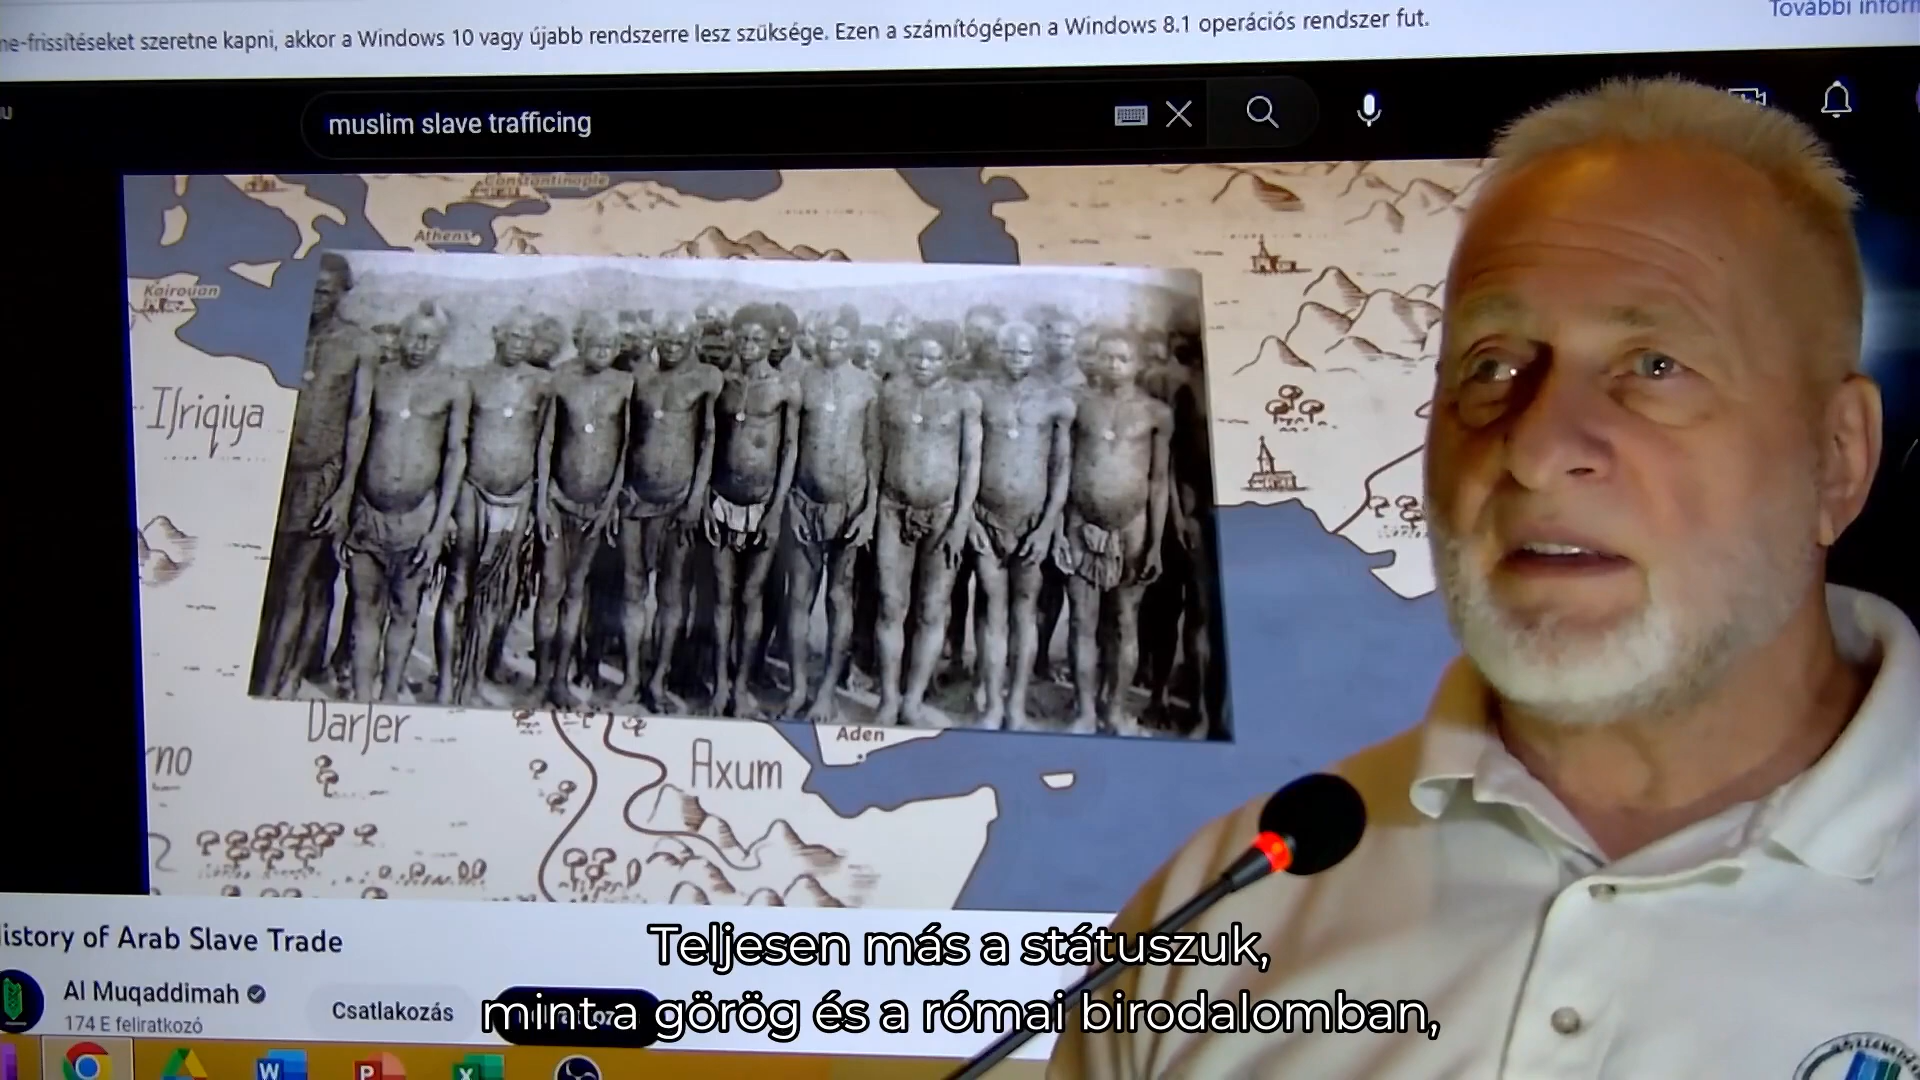 ne-frissítéseket szeretne kapni, akkor a Windows 10 vagy újabb rendszerre lesz szüksége. Ezen a számítógépen a Windows 8.1 operációs rendszer fut.
További inform
muslim slave trafficing
Constantinople
Athens
Kairouan
Ifriqiya
Darfer
rno
Axum
Aden
istory of Arab Slave Trade
Al Muqaddimah
174 E feliratkozó
Csatlakozás
Teljesen más a státuszuk,
mint a görög és a római birodalomban,